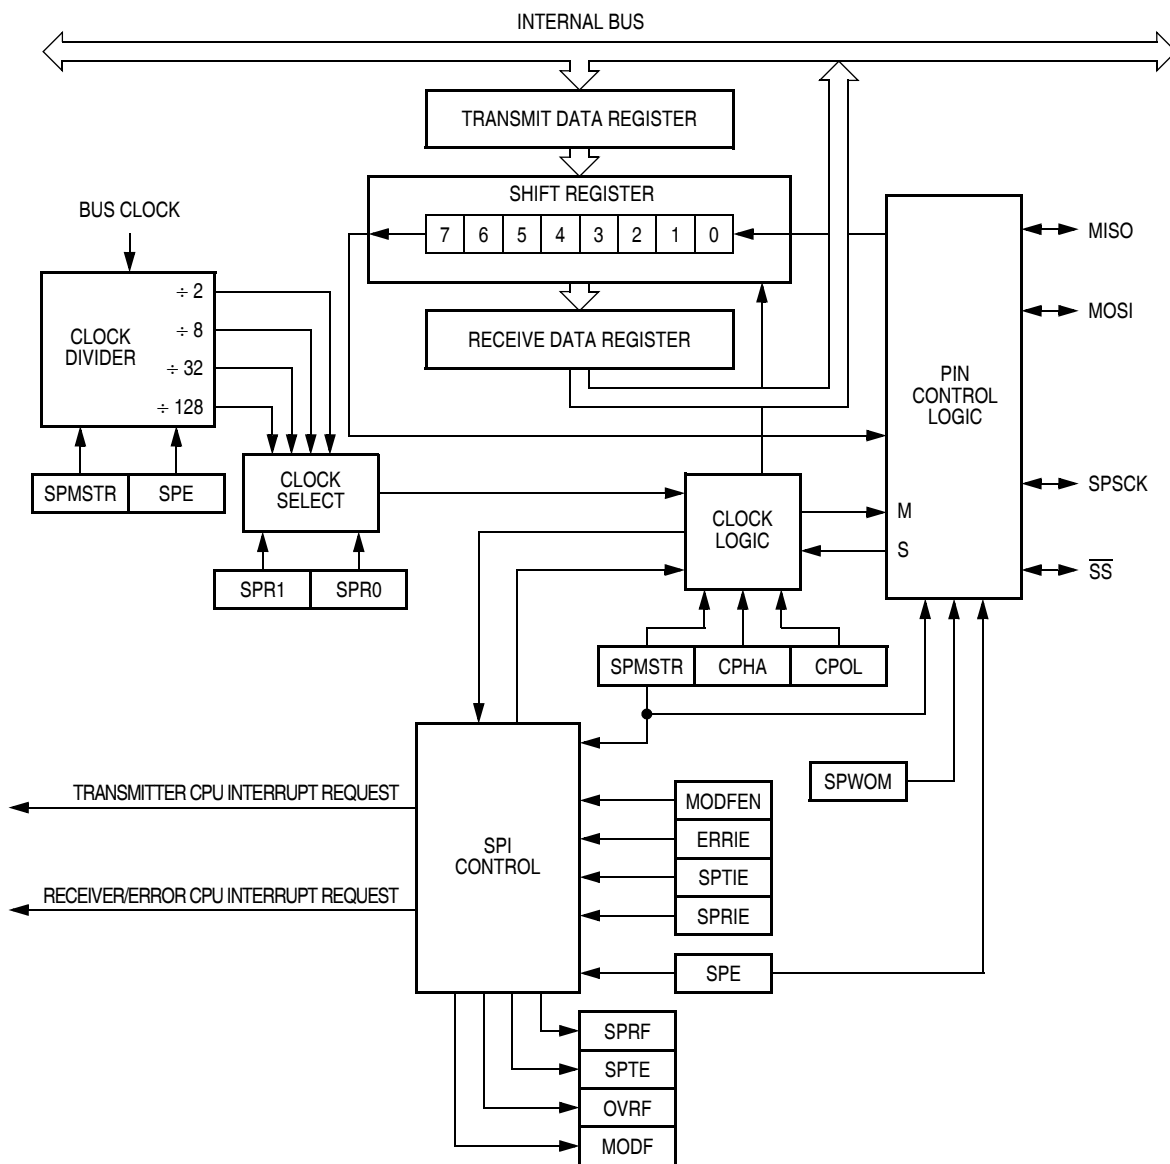 INTERNAL BUS
TRANSMIT DATA REGISTER
SHIFT REGISTER
7 6 5 4 3 2 1 0
RECEIVE DATA REGISTER
BUS CLOCK
CLOCK
DIVIDER
÷ 2
÷ 8
÷ 32
÷ 128
SPMSTR SPE
CLOCK
SELECT
SPR1 SPR0
PIN
CONTROL
LOGIC
M
S
MISO
MOSI
SPSCK
SS
CLOCK
LOGIC
SPMSTR CPHA CPOL
SPWOM
TRANSMITTER CPU INTERRUPT REQUEST
RECEIVER/ERROR CPU INTERRUPT REQUEST
SPI
CONTROL
MODFEN
ERRIE
SPTIE
SPRIE
SPE
SPRF
SPTE
OVRF
MODF